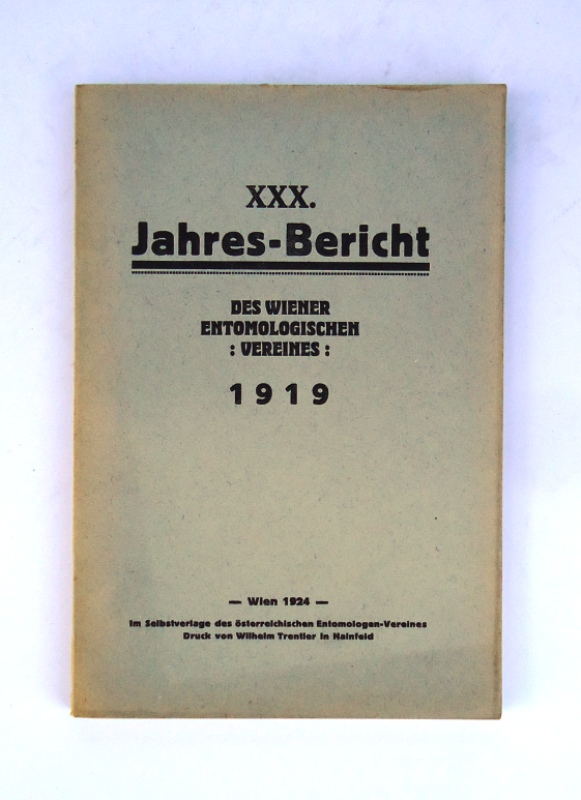 XXX.
Jahres-Bericht
DES WIENER
ENTOMOLOGISCHEN
: VEREINES :
1919
— Wien 1924 —
Im Selbstverlage des österreichischen Entomologen-Vereines
Druck von Wilhelm Trentler in Hainfeld